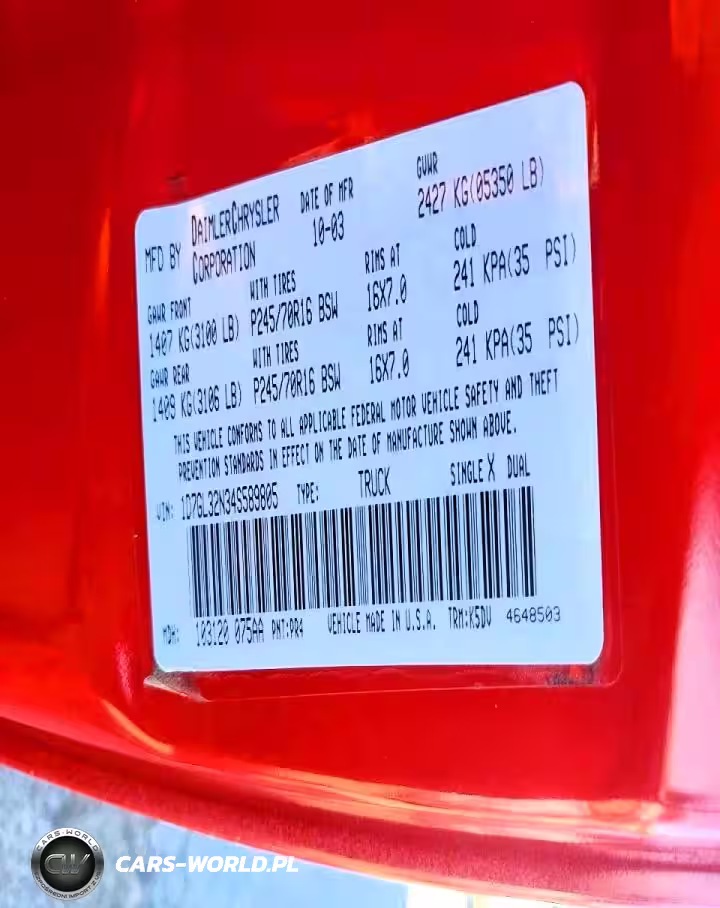 MFD BY DAIMLERCHRYSLER CORPORATION
DATE OF MFR 10-03
GVWR 2427 KG(05350 LB)
GAWR FRONT WITH TIRES RIMS AT COLD
1407 KG(3100 LB) P245/70R16 BSW 16X7.0 241 KPA(35 PSI)
GAWR REAR WITH TIRES RIMS AT COLD
1409 KG(3106 LB) P245/70R16 BSW 16X7.0 241 KPA(35 PSI)
THIS VEHICLE CONFORMS TO ALL APPLICABLE FEDERAL MOTOR VEHICLE SAFETY AND THEFT
PREVENTION STANDARDS IN EFFECT ON THE DATE OF MANUFACTURE SHOWN ABOVE.
VIN: 1D7GL32N34S589805 TYPE: TRUCK SINGLE X DUAL
MDH: 103120 075AA PNT:PR4 VEHICLE MADE IN U.S.A. TRM:K5DV 4648503
CARS-WORLD
CW
CARS-WORLD.PL